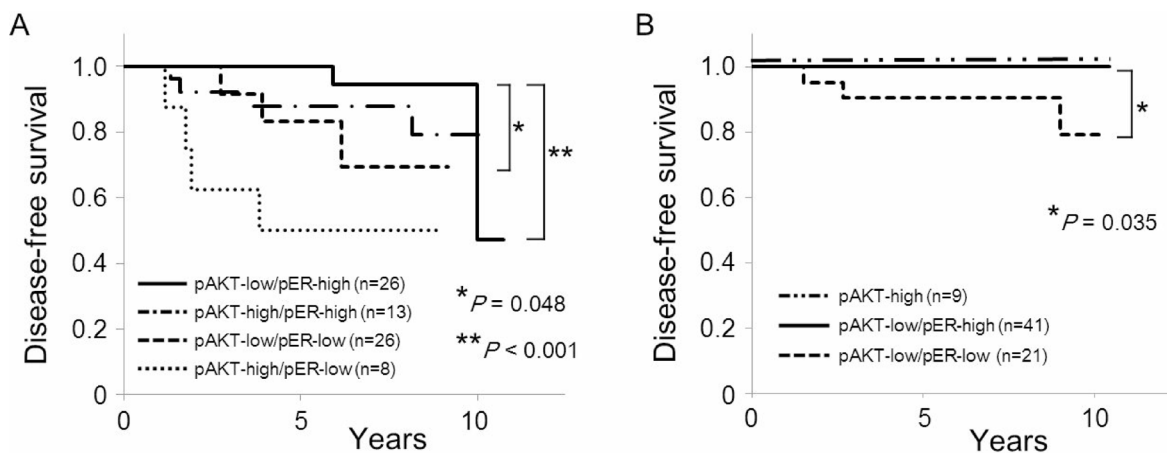 A
Disease-free survival
1.0
0.8
0.6
0.4
0.2
0
0 5 10
Years
pAKT-low/pER-high (n=26)
pAKT-high/pER-high (n=13)
pAKT-low/pER-low (n=26)
pAKT-high/pER-low (n=8)
*
**
*P = 0.048
**P < 0.001
B
Disease-free survival
1.0
0.8
0.6
0.4
0.2
0
0 5 10
Years
*
*P = 0.035
pAKT-high (n=9)
pAKT-low/pER-high (n=41)
pAKT-low/pER-low (n=21)